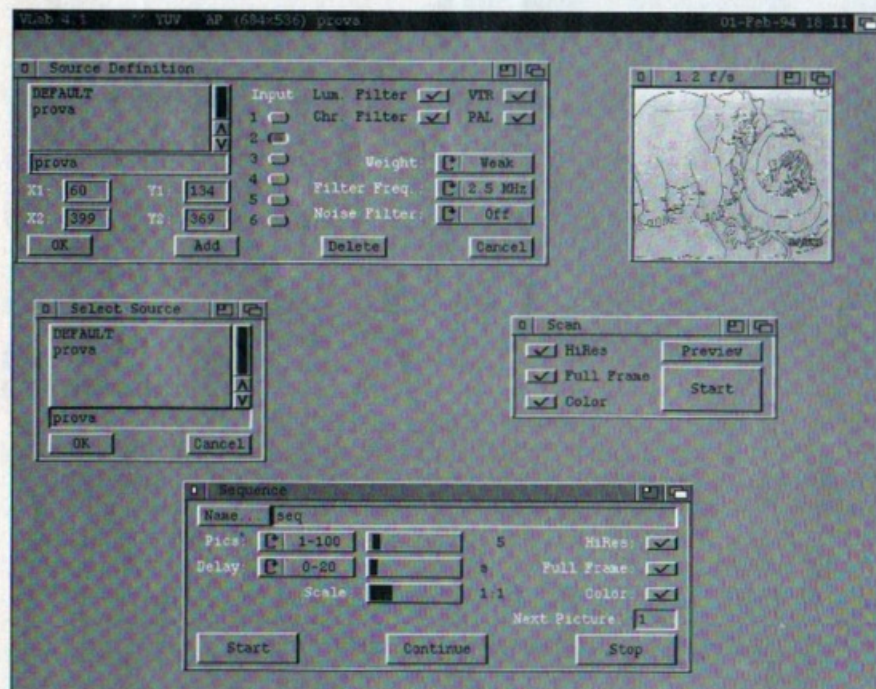 VLab 4.1 YUV AP (684x536) prova 01-Feb-94 18 11
Source Definition
DEFAULT
prova
prova
X1: 60 Y1: 134
X2: 399 Y2: 369
Input
1
2
3
4
5
6
Lum. Filter VTR
Chr. Filter PAL
Weight: Weak
Filter Freq.: 2.5 MHz
Noise Filter: Off
OK Add Delete Cancel
1.2 f/s
Select Source
DEFAULT
prova
prova
OK Cancel
Scan
HiRes Preview
Full Frame Start
Color
Sequence
Name.. seq
Pics: 1-100 5 HiRes:
Delay: 0-20 s Full Frame:
Scale 1:1 Color:
Next Picture: 1
Start Continue Stop